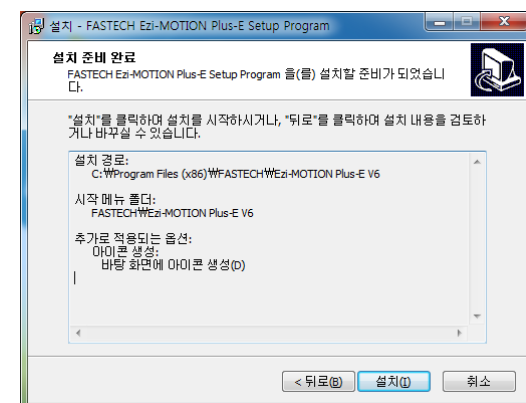 설치 - FASTECH Ezi-MOTION Plus-E Setup Program
설치 준비 완료
FASTECH Ezi-MOTION Plus-E Setup Program 을(를) 설치할 준비가 되었습니
다.
"설치"를 클릭하여 설치를 시작하시거나, "뒤로"를 클릭하여 설치 내용을 검토하
거나 바꾸실 수 있습니다.
설치 경로:
C:₩Program Files (x86)₩FASTECH₩Ezi-MOTION Plus-E V6
시작 메뉴 폴더:
FASTECH₩Ezi-MOTION Plus-E V6
추가로 적용되는 옵션:
아이콘 생성:
바탕 화면에 아이콘 생성(D)
< 뒤로(B) 설치(I) 취소